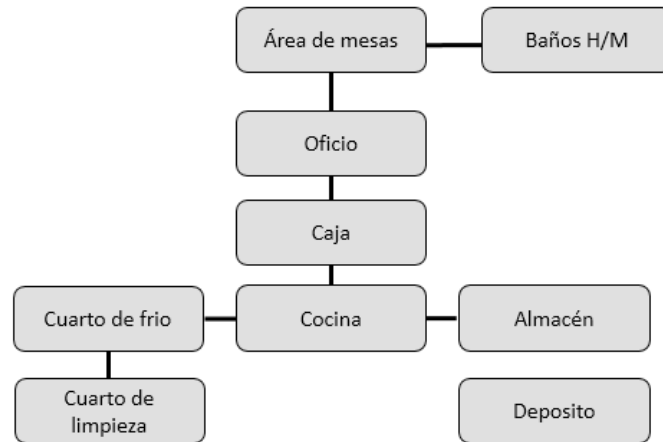 Área de mesas
Baños H/M
Oficio
Caja
Cuarto de frio
Cocina
Almacén
Cuarto de
limpieza
Deposito